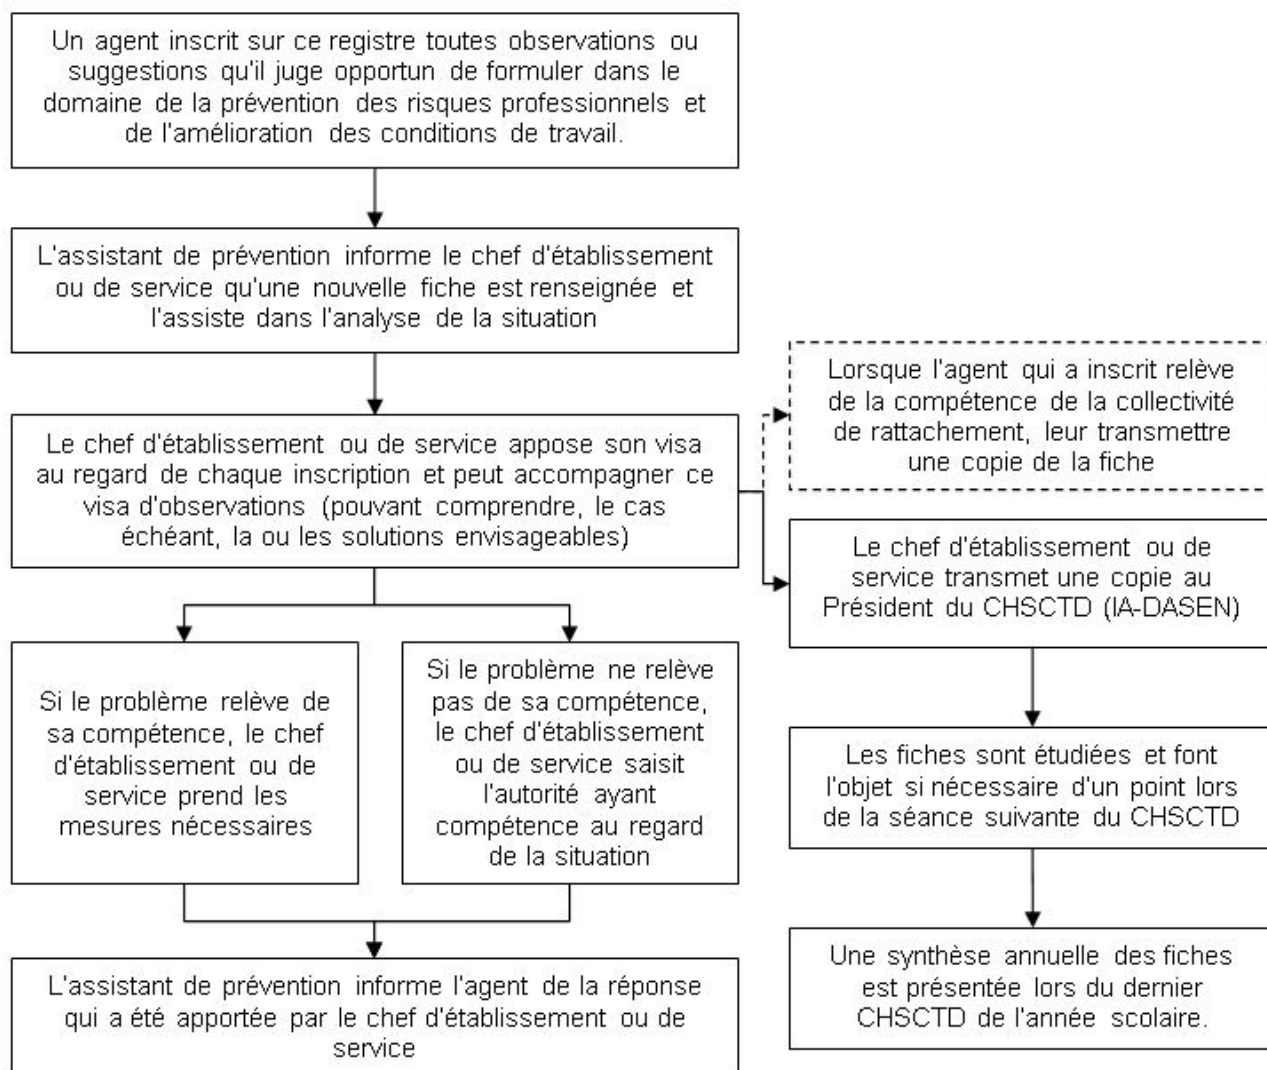 Un agent inscrit sur ce registre toutes observations ou
suggestions qu'il juge opportun de formuler dans le
domaine de la prévention des risques professionnels et
de l'amélioration des conditions de travail.
L'assistant de prévention informe le chef d'établissement
ou de service qu'une nouvelle fiche est renseignée et
l'assiste dans l'analyse de la situation
Le chef d'établissement ou de service appose son visa
au regard de chaque inscription et peut accompagner ce
visa d'observations (pouvant comprendre, le cas
échéant, la ou les solutions envisageables)
Lorsque l'agent qui a inscrit relève
de la compétence de la collectivité
de rattachement, leur transmettre
une copie de la fiche
Le chef d'établissement ou de
service transmet une copie au
Président du CHSCTD (IA-DASEN)
Si le problème relève de
sa compétence, le chef
d'établissement ou de
service prend les
mesures nécessaires
Si le problème ne relève
pas de sa compétence,
le chef d'établissement
ou de service saisit
l'autorité ayant
compétence au regard
de la situation
Les fiches sont étudiées et font
l'objet si nécessaire d'un point lors
de la séance suivante du CHSCTD
L'assistant de prévention informe l'agent de la réponse
qui a été apportée par le chef d'établissement ou de
service
Une synthèse annuelle des fiches
est présentée lors du dernier
CHSCTD de l'année scolaire.